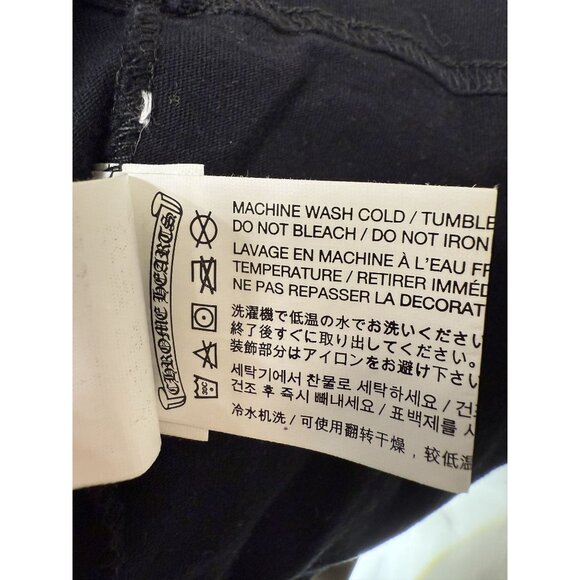 CHROME HEARTS
MACHINE WASH COLD / TUMBLE
DO NOT BLEACH / DO NOT IRON
LAVAGE EN MACHINE À L'EAU FR
TEMPÉRATURE / RETIRER IMMÉD
NE PAS REPASSER LA DECORAT
洗濯機で低温の水でお洗いください
終了後すぐに取り出してください。
装飾部分はアイロンをお避け下さい
세탁기에서 찬물로 세탁하세요 / 건
건조 후 즉시 빼내세요 / 표백제를 사
冷水机洗 / 可使用翻转干燥，较低温
30C